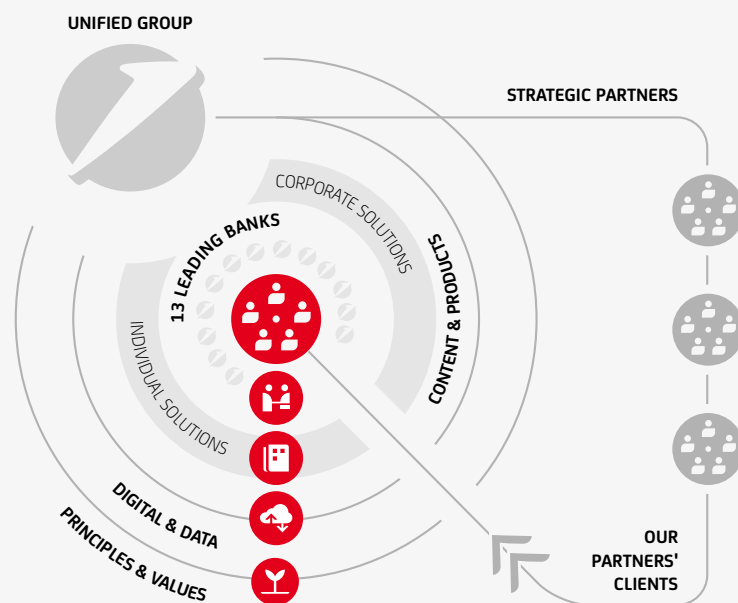 UNIFIED GROUP
STRATEGIC PARTNERS
CORPORATE SOLUTIONS
13 LEADING BANKS
CONTENT & PRODUCTS
INDIVIDUAL SOLUTIONS
DIGITAL & DATA
PRINCIPLES & VALUES
OUR
PARTNERS'
CLIENTS